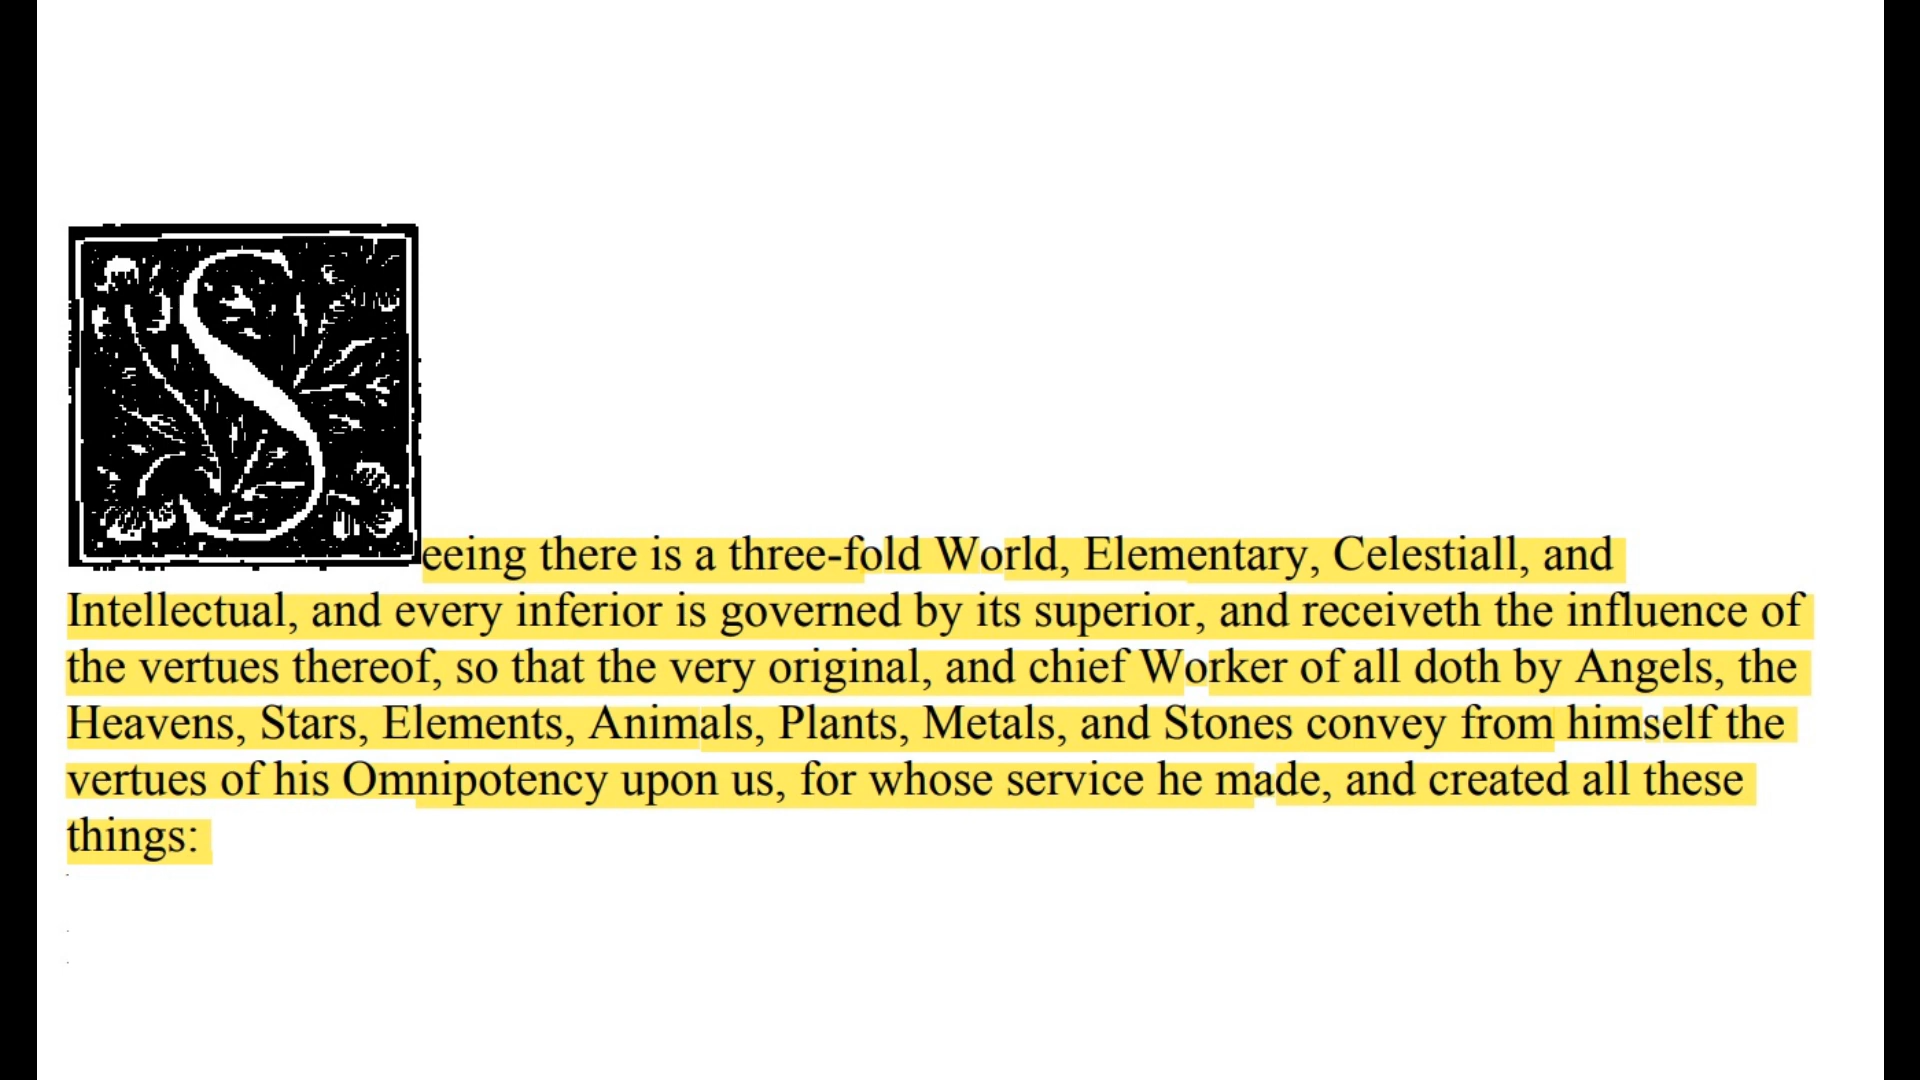 Seeing there is a three-fold World, Elementary, Celestiall, and
Intellectual, and every inferior is governed by its superior, and receiveth the influence of
the vertues thereof, so that the very original, and chief Worker of all doth by Angels, the
Heavens, Stars, Elements, Animals, Plants, Metals, and Stones convey from himself the
vertues of his Omnipotency upon us, for whose service he made, and created all these
things: